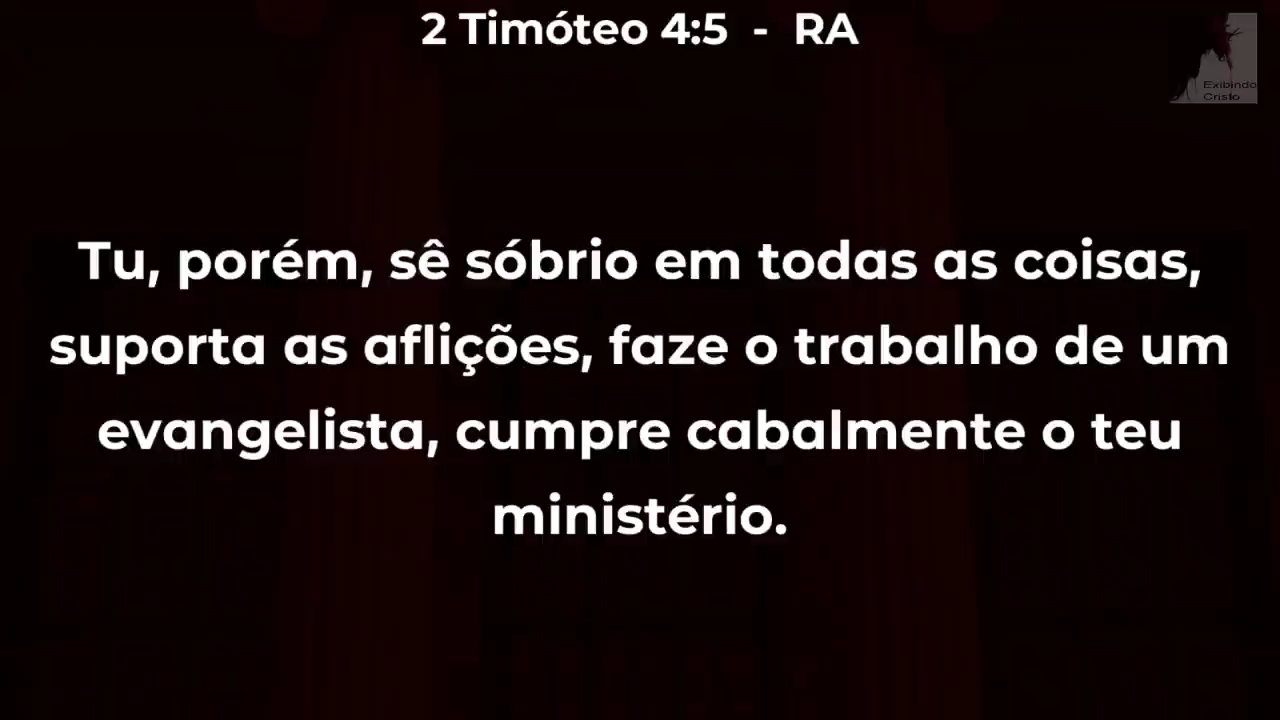 2 Timóteo 4:5 - RA
Exibindo
Cristo
Tu, porém, sê sóbrio em todas as coisas,
suporta as aflições, faze o trabalho de um
evangelista, cumpre cabalmente o teu
ministério.